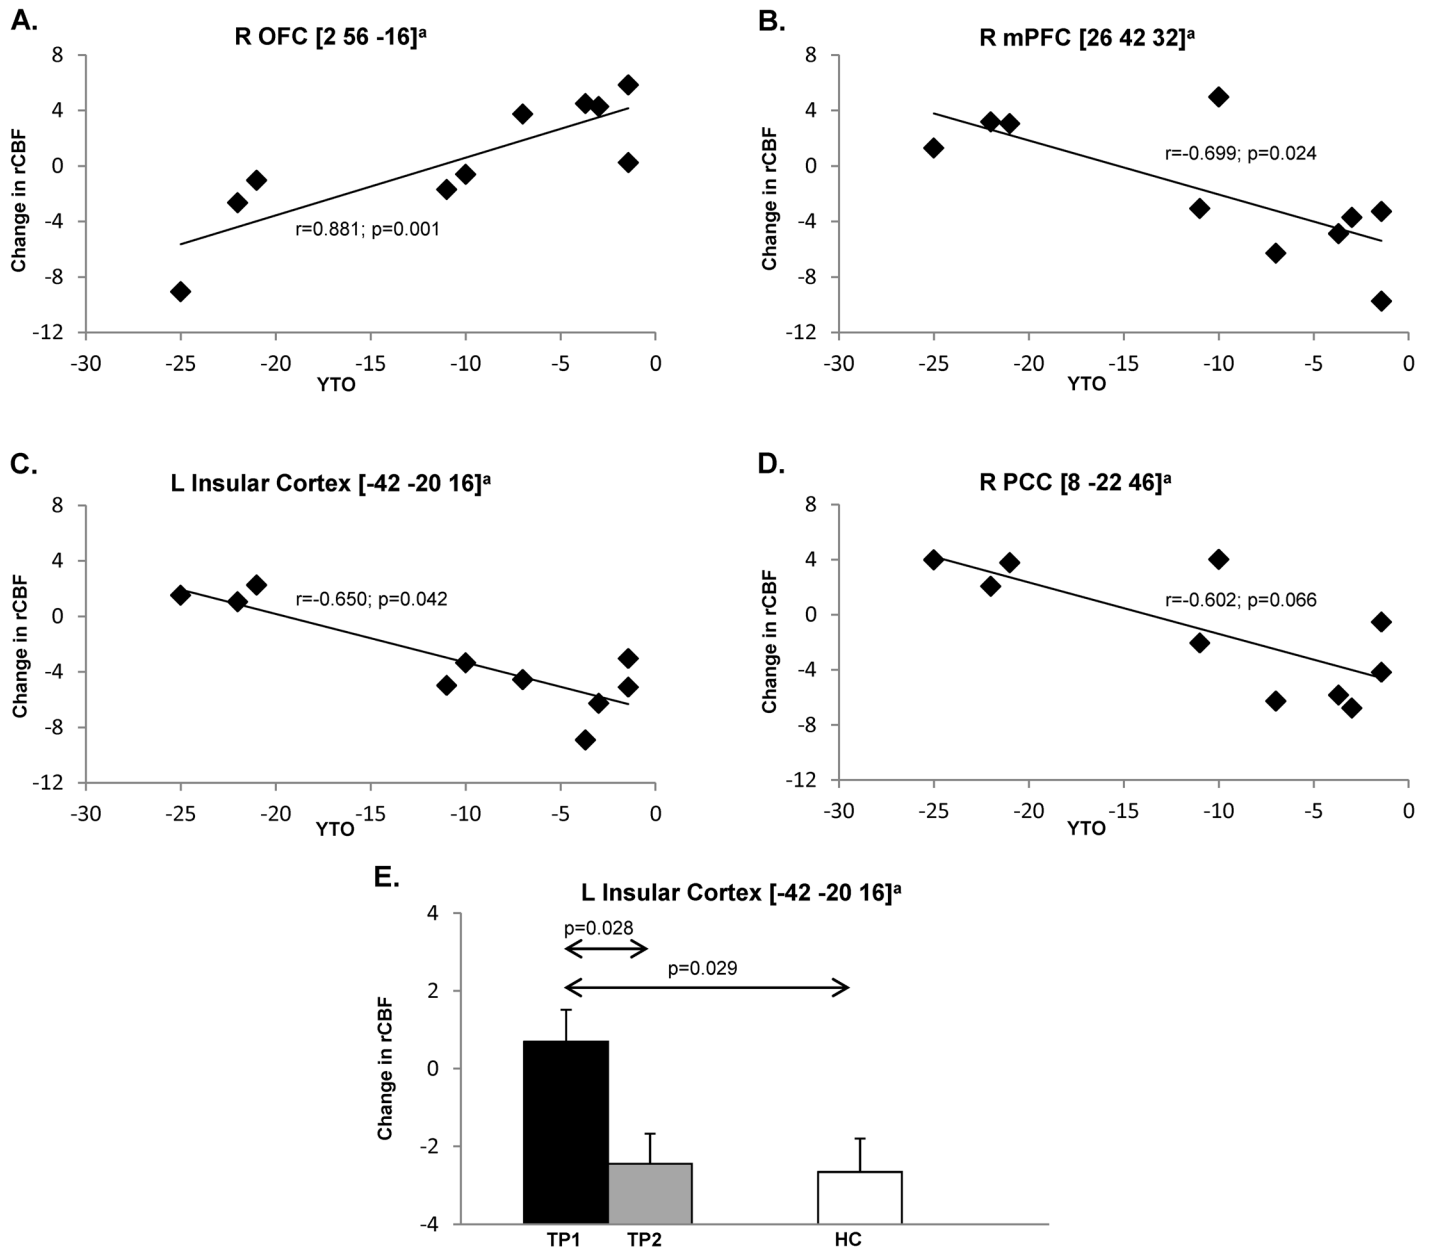 A.
R OFC [2 56 -16]ª
8
4
0
-4
-8
-12
Change in rCBF
r=0.881; p=0.001
-30 -25 -20 -15 -10 -5 0
YTO
B.
R mPFC [26 42 32]ª
8
4
0
-4
-8
-12
Change in rCBF
r=-0.699; p=0.024
-30 -25 -20 -15 -10 -5 0
YTO
C.
L Insular Cortex [-42 -20 16]ª
8
4
0
-4
-8
-12
Change in rCBF
r=-0.650; p=0.042
-30 -25 -20 -15 -10 -5 0
YTO
D.
R PCC [8 -22 46]ª
8
4
0
-4
-8
-12
Change in rCBF
r=-0.602; p=0.066
-30 -25 -20 -15 -10 -5 0
YTO
E.
L Insular Cortex [-42 -20 16]ª
4
2
0
-2
-4
Change in rCBF
p=0.028
p=0.029
TP1 TP2 HC